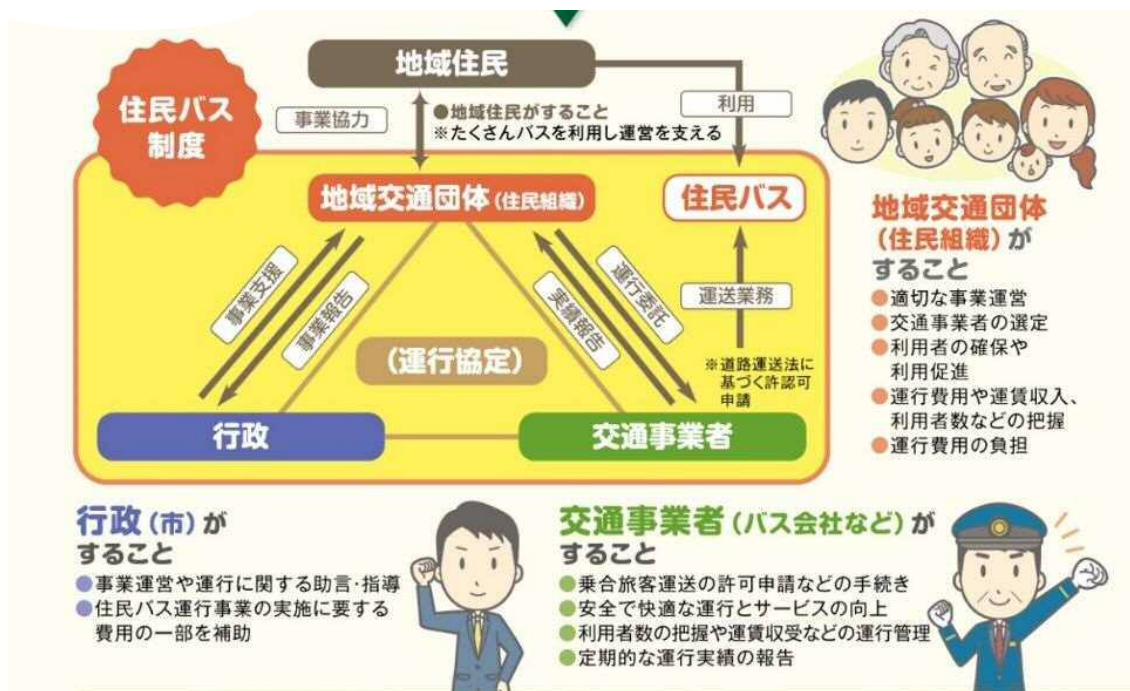 住民バス
制度
地域住民
事業協力
●地域住民がすること
※たくさんバスを利用し運営を支える
利用
地域交通団体(住民組織)
住民バス
事業支援
事業報告
実績報告
運行委託
運送業務
(運行協定)
※道路運送法に
基づく許認可
申請
行政
交通事業者
地域交通団体
(住民組織)が
すること
●適切な事業運営
●交通事業者の選定
●利用者の確保や
利用促進
●運行費用や運賃収入、
利用者数などの把握
●運行費用の負担
行政(市)が
すること
●事業運営や運行に関する助言・指導
●住民バス運行事業の実施に要する
費用の一部を補助
交通事業者(バス会社など)が
すること
●乗合旅客運送の許可申請などの手続き
●安全で快適な運行とサービスの向上
●利用者数の把握や運賃収受などの運行管理
●定期的な運行実績の報告